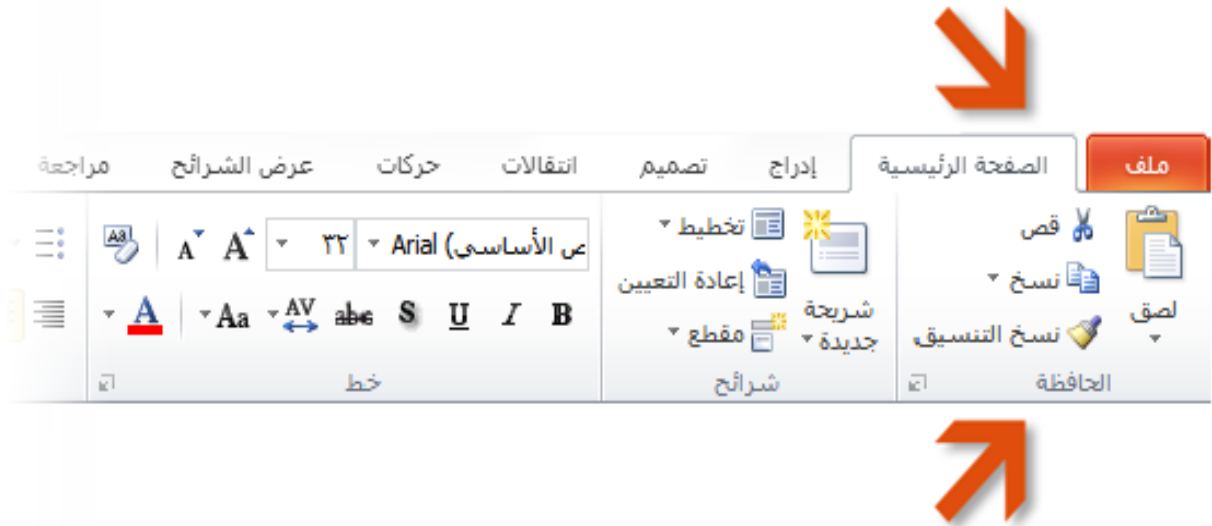 ملف الصفحة الرئيسية إدراج تصميم انتقالات حركات عرض الشرائح مراجعة
لصق
قص
نسخ
نسخ التنسيق
الحافظة
شريحة
جديدة
تخطيط
إعادة التعيين
مقطع
شرائح
ص الأساسي) Arial ٣٢ A A Aa
B I U S abc AV Aa A
خط